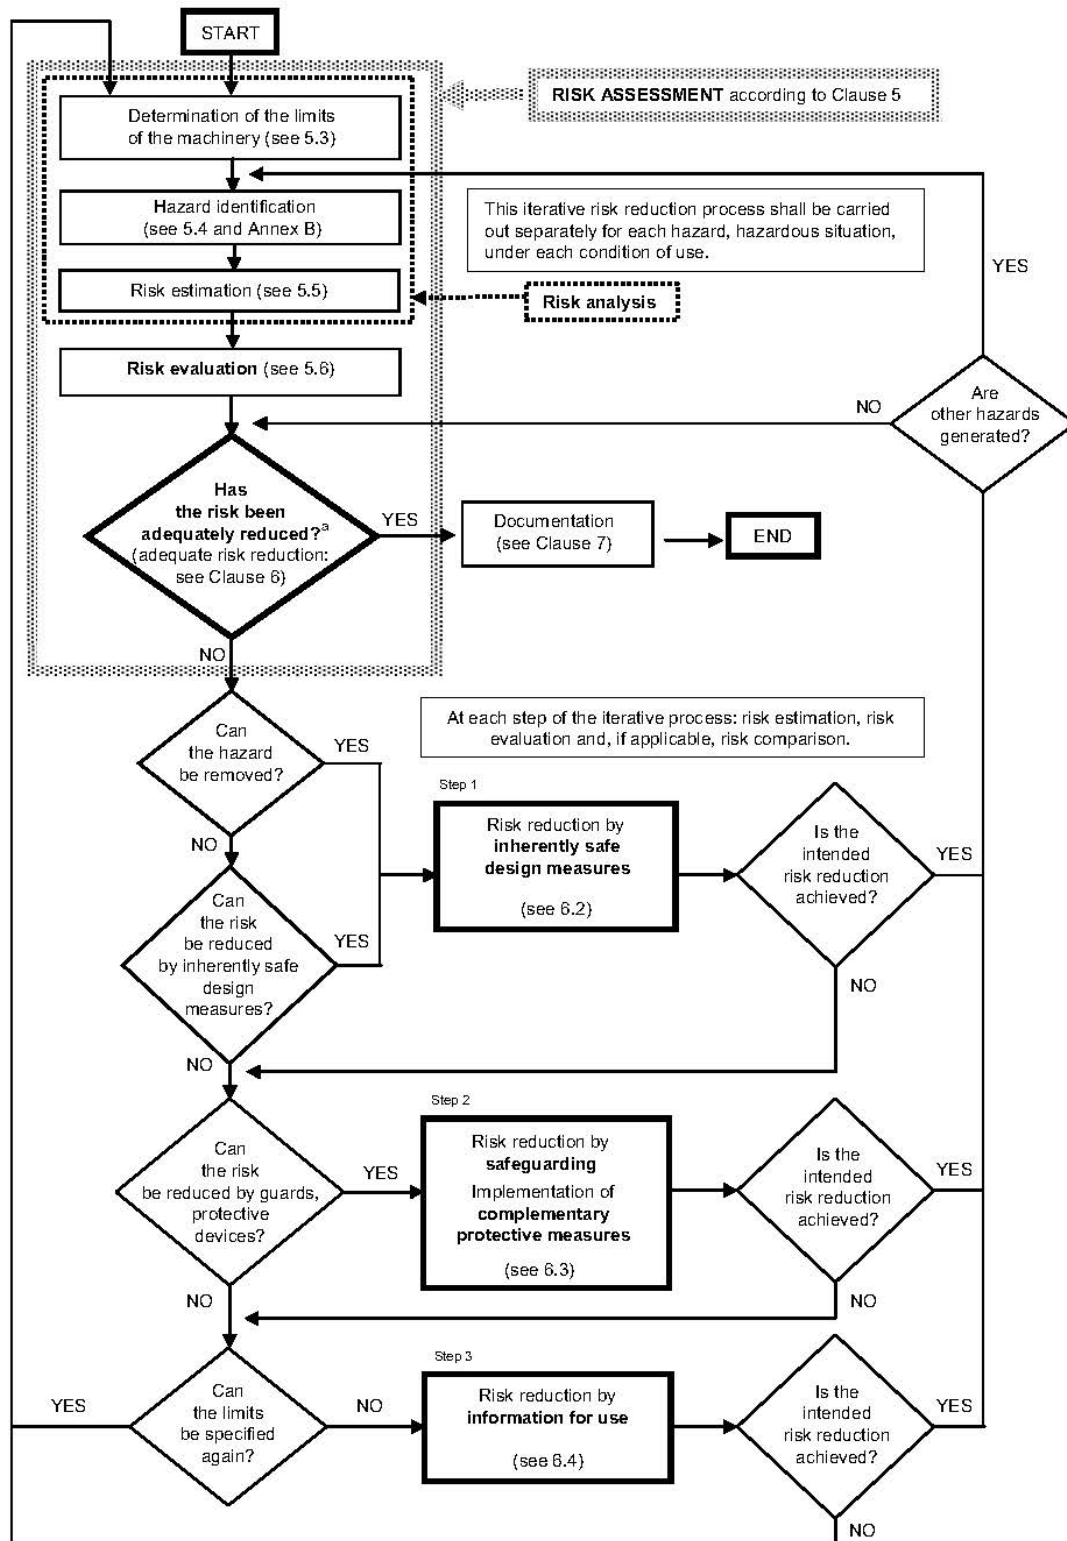 START
RISK ASSESSMENT according to Clause 5
Determination of the limits
of the machinery (see 5.3)
Hazard identification
(see 5.4 and Annex B)
This iterative risk reduction process shall be carried
out separately for each hazard, hazardous situation,
under each condition of use.
YES
Risk estimation (see 5.5)
Risk analysis
Risk evaluation (see 5.6)
NO
Are
other hazards
generated?
Has
the risk been
adequately reduced?a
(adequate risk reduction:
see Clause 6)
YES
Documentation
(see Clause 7)
END
NO
At each step of the iterative process: risk estimation, risk
evaluation and, if applicable, risk comparison.
Can
the hazard
be removed?
YES
Step 1
Risk reduction by
inherently safe
design measures
(see 6.2)
Is the
intended
risk reduction
achieved?
YES
NO
Can
the risk
be reduced
by inherently safe
design
measures?
YES
NO
NO
Step 2
Can
the risk
be reduced by guards,
protective
devices?
YES
Risk reduction by
safeguarding
Implementation of
complementary
protective measures
(see 6.3)
Is the
intended
risk reduction
achieved?
YES
NO
NO
Step 3
YES
Can
the limits
be specified
again?
NO
Risk reduction by
information for use
(see 6.4)
Is the
intended
risk reduction
achieved?
YES
NO